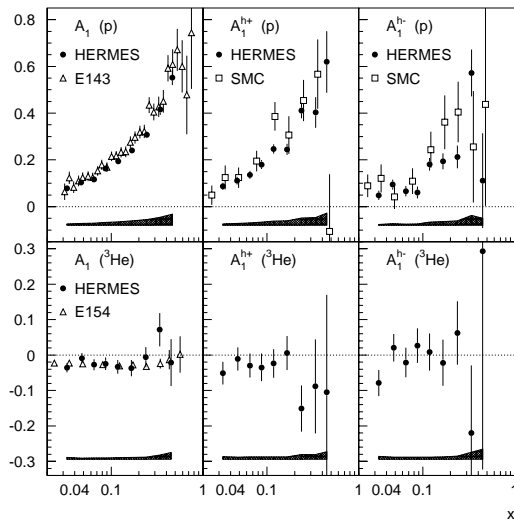 A1 (p)
HERMES
E143
A1h+ (p)
HERMES
SMC
A1h- (p)
HERMES
SMC
0.8
0.6
0.4
0.2
0
A1 (3He)
HERMES
E154
A1h+ (3He)
A1h- (3He)
0.3
0.2
0.1
0
-0.1
-0.2
-0.3
0.04 0.1 1 0.04 0.1 1 0.04 0.1 1
x